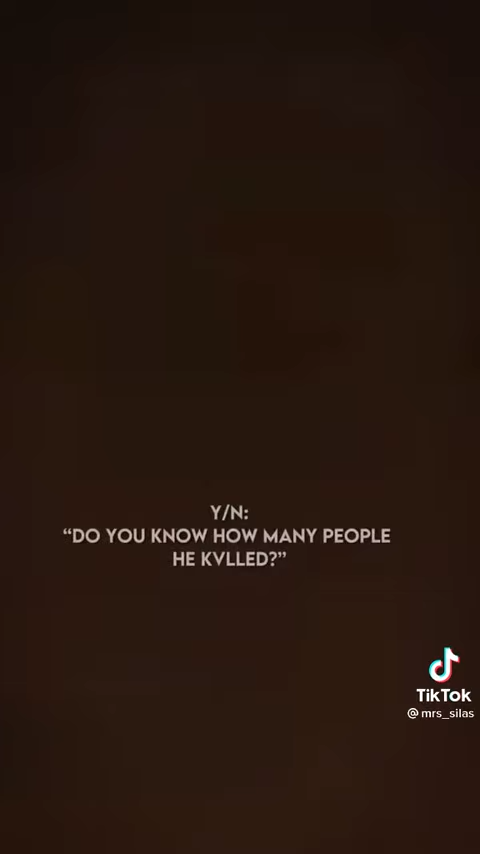 Y/N:
“DO YOU KNOW HOW MANY PEOPLE
HE KVLLED?”
TikTok
@mrs_silas